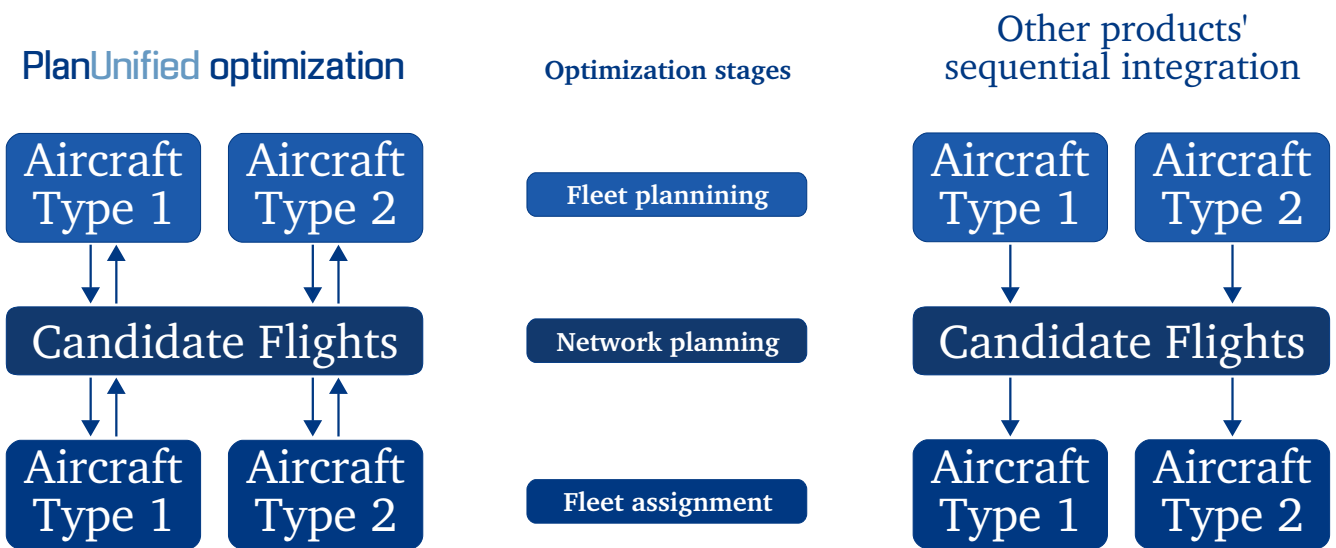 PlanUnified optimization
Optimization stages
Other products'
sequential integration
Aircraft
Type 1
Aircraft
Type 2
Fleet plannining
Aircraft
Type 1
Aircraft
Type 2
Candidate Flights
Network planning
Candidate Flights
Aircraft
Type 1
Aircraft
Type 2
Fleet assignment
Aircraft
Type 1
Aircraft
Type 2